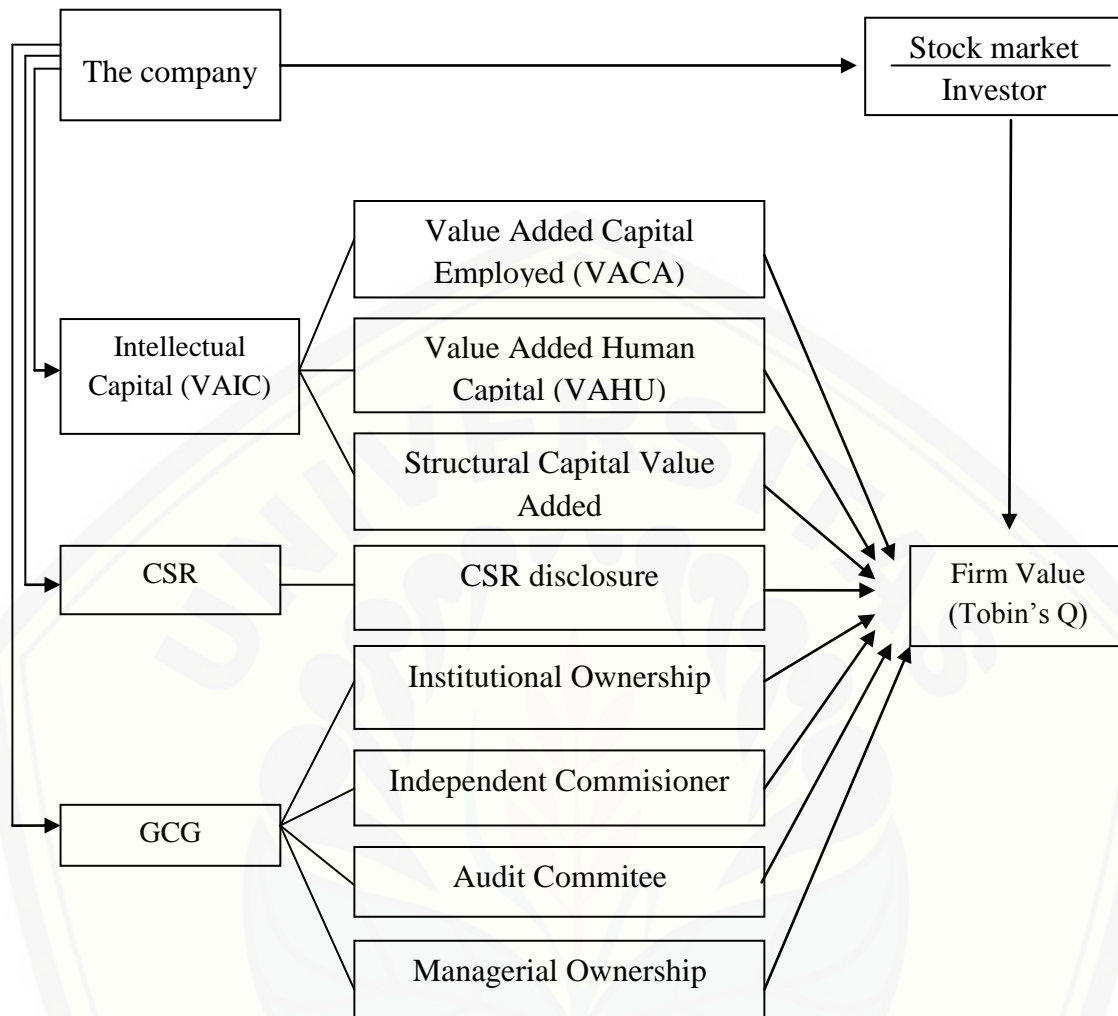 The company
Stock market
Investor
Value Added Capital
Employed (VACA)
Intellectual
Capital (VAIC)
Value Added Human
Capital (VAHU)
Structural Capital Value
Added
CSR
CSR disclosure
Firm Value
(Tobin’s Q)
Institutional Ownership
Independent Commisioner
GCG
Audit Commitee
Managerial Ownership
UNIVERSITAS